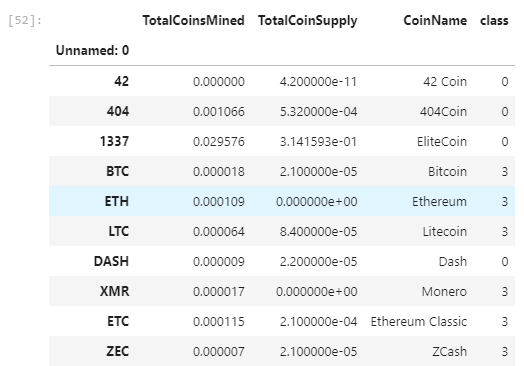 [52]:
TotalCoinsMined TotalCoinSupply CoinName class
Unnamed: 0
42 0.000000 4.200000e-11 42 Coin 0
404 0.001066 5.320000e-04 404Coin 0
1337 0.029576 3.141593e-01 EliteCoin 0
BTC 0.000018 2.100000e-05 Bitcoin 3
ETH 0.000109 0.000000e+00 Ethereum 3
LTC 0.000064 8.400000e-05 Litecoin 3
DASH 0.000009 2.200000e-05 Dash 0
XMR 0.000017 0.000000e+00 Monero 3
ETC 0.000115 2.100000e-04 Ethereum Classic 3
ZEC 0.000007 2.100000e-05 ZCash 3